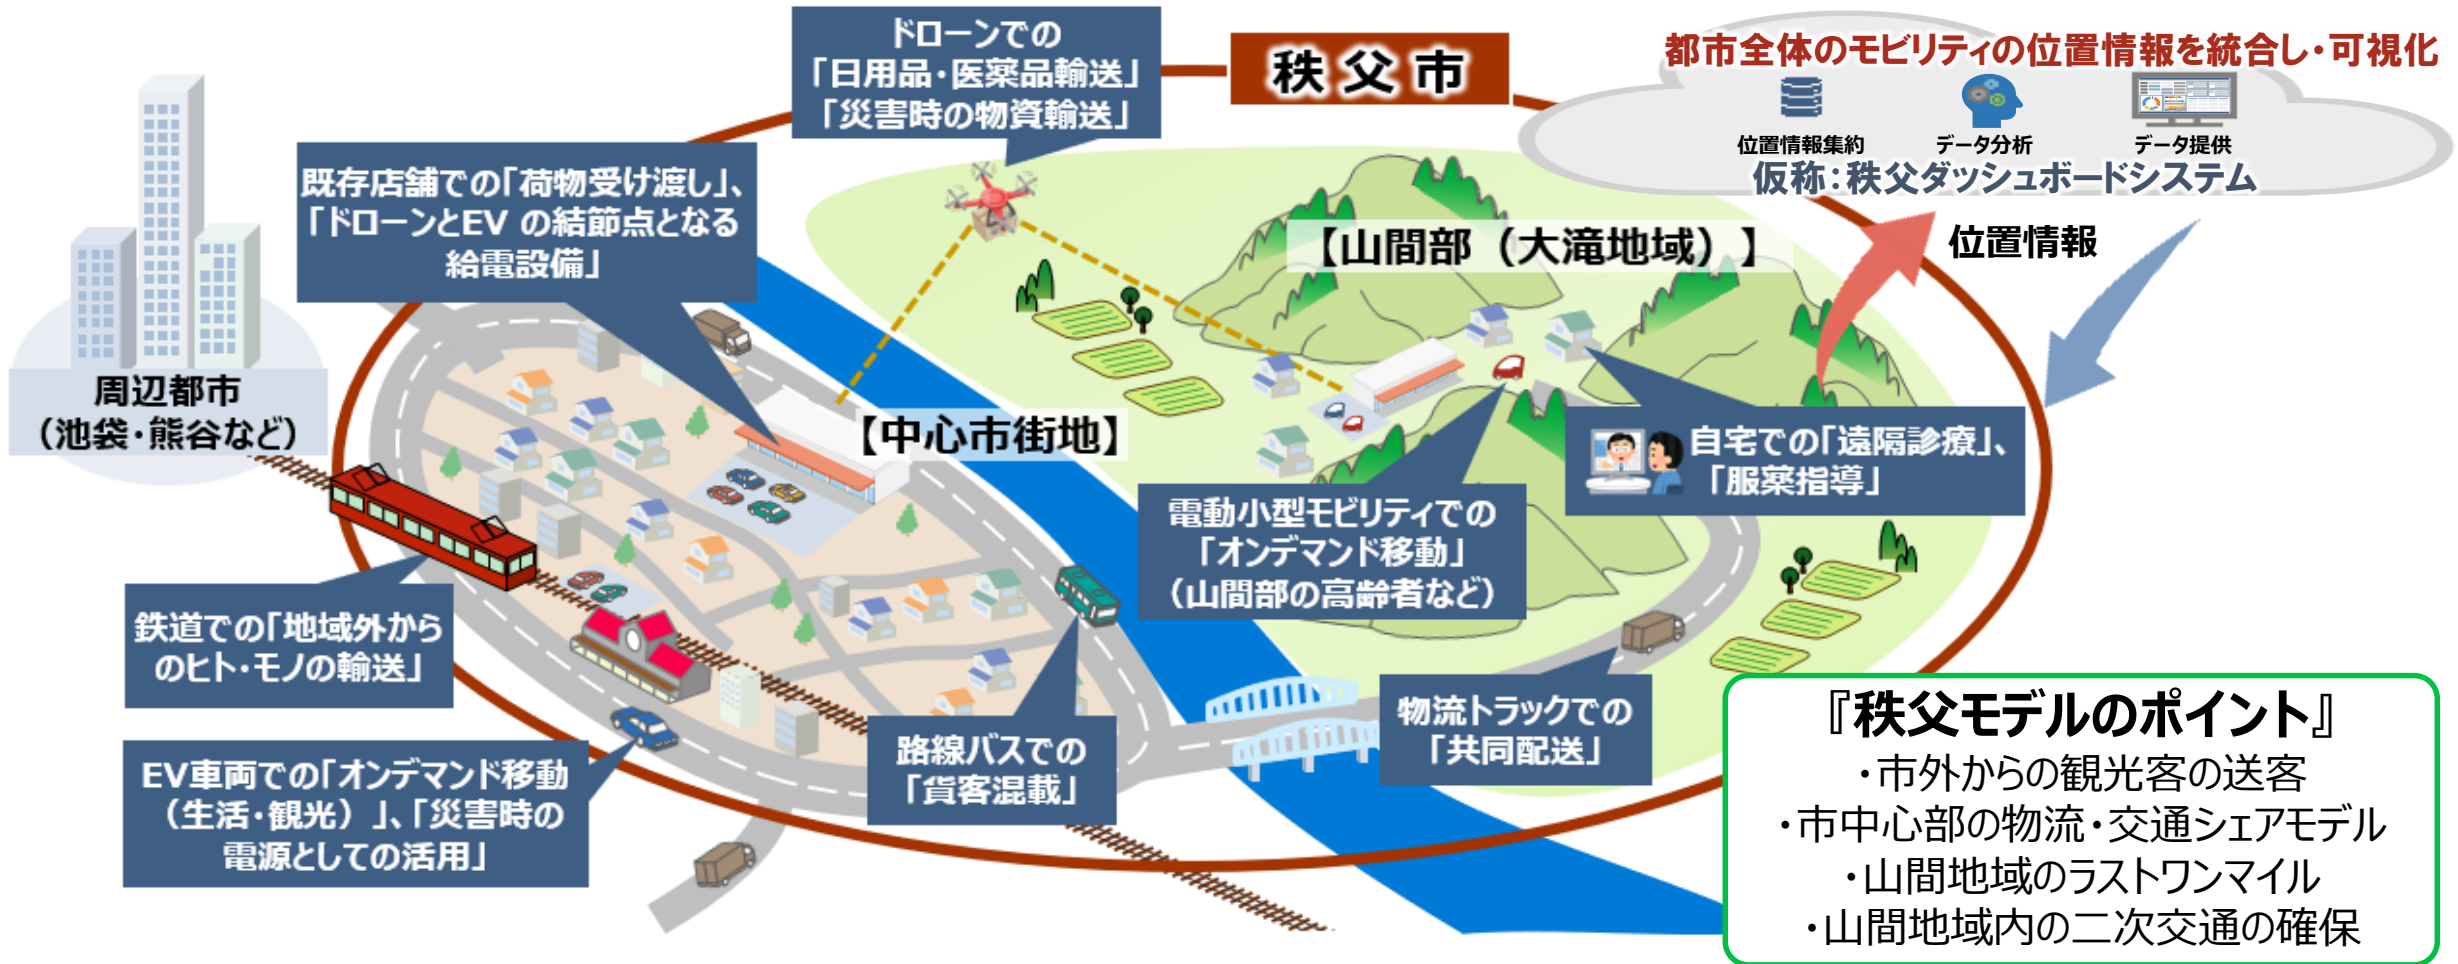 ドローンでの
「日用品・医薬品輸送」
「災害時の物資輸送」
秩父市
都市全体のモビリティの位置情報を統合し・可視化
位置情報集約
データ分析
データ提供
仮称：秩父ダッシュボードシステム
位置情報
既存店舗での「荷物受け渡し」、
「ドローンとEV の結節点となる
給電設備」
【山間部（大滝地域）】
周辺都市
（池袋・熊谷など）
【中心市街地】
自宅での「遠隔診療」、
「服薬指導」
電動小型モビリティでの
「オンデマンド移動」
（山間部の高齢者など）
鉄道での「地域外から
のヒト・モノの輸送」
EV車両での「オンデマンド移動
（生活・観光）」、「災害時の
電源としての活用」
路線バスでの
「貨客混載」
物流トラックでの
「共同配送」
『秩父モデルのポイント』
・市外からの観光客の送客
・市中心部の物流・交通シェアモデル
・山間地域のラストワンマイル
・山間地域内の二次交通の確保